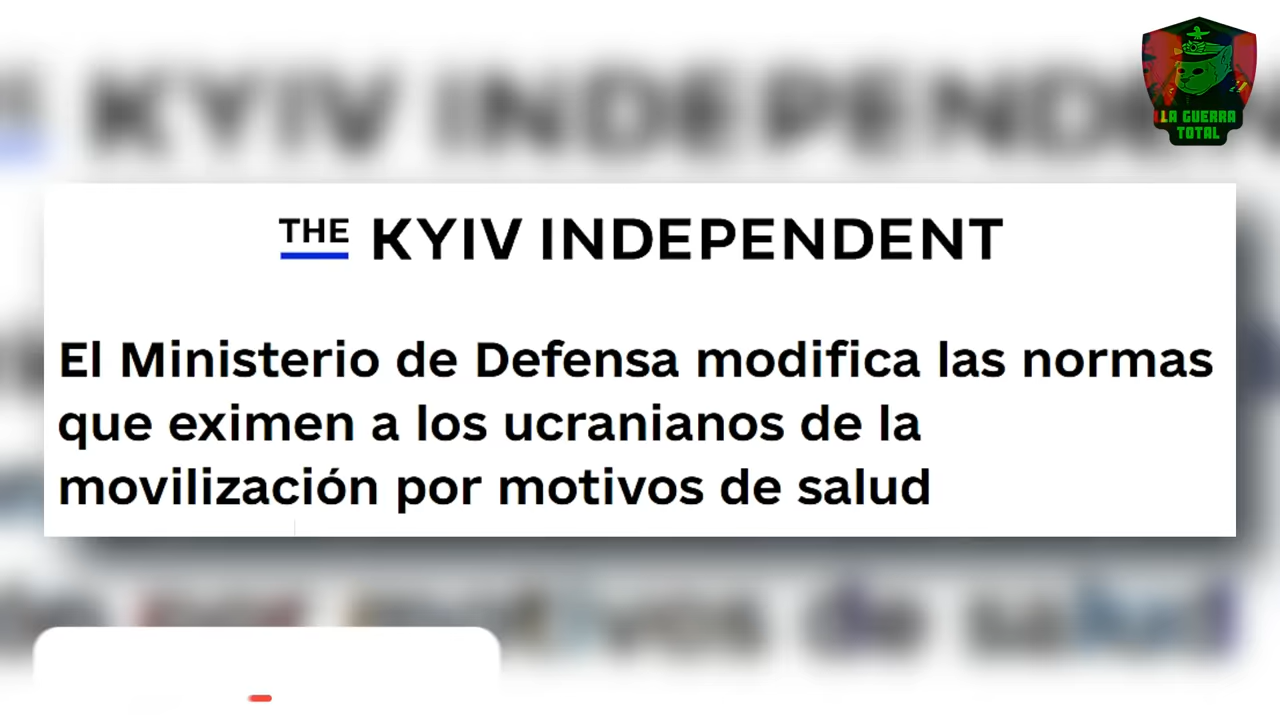 LA GUERRA
TOTAL
THE KYIV INDEPENDENT
El Ministerio de Defensa modifica las normas
que eximen a los ucranianos de la
movilización por motivos de salud